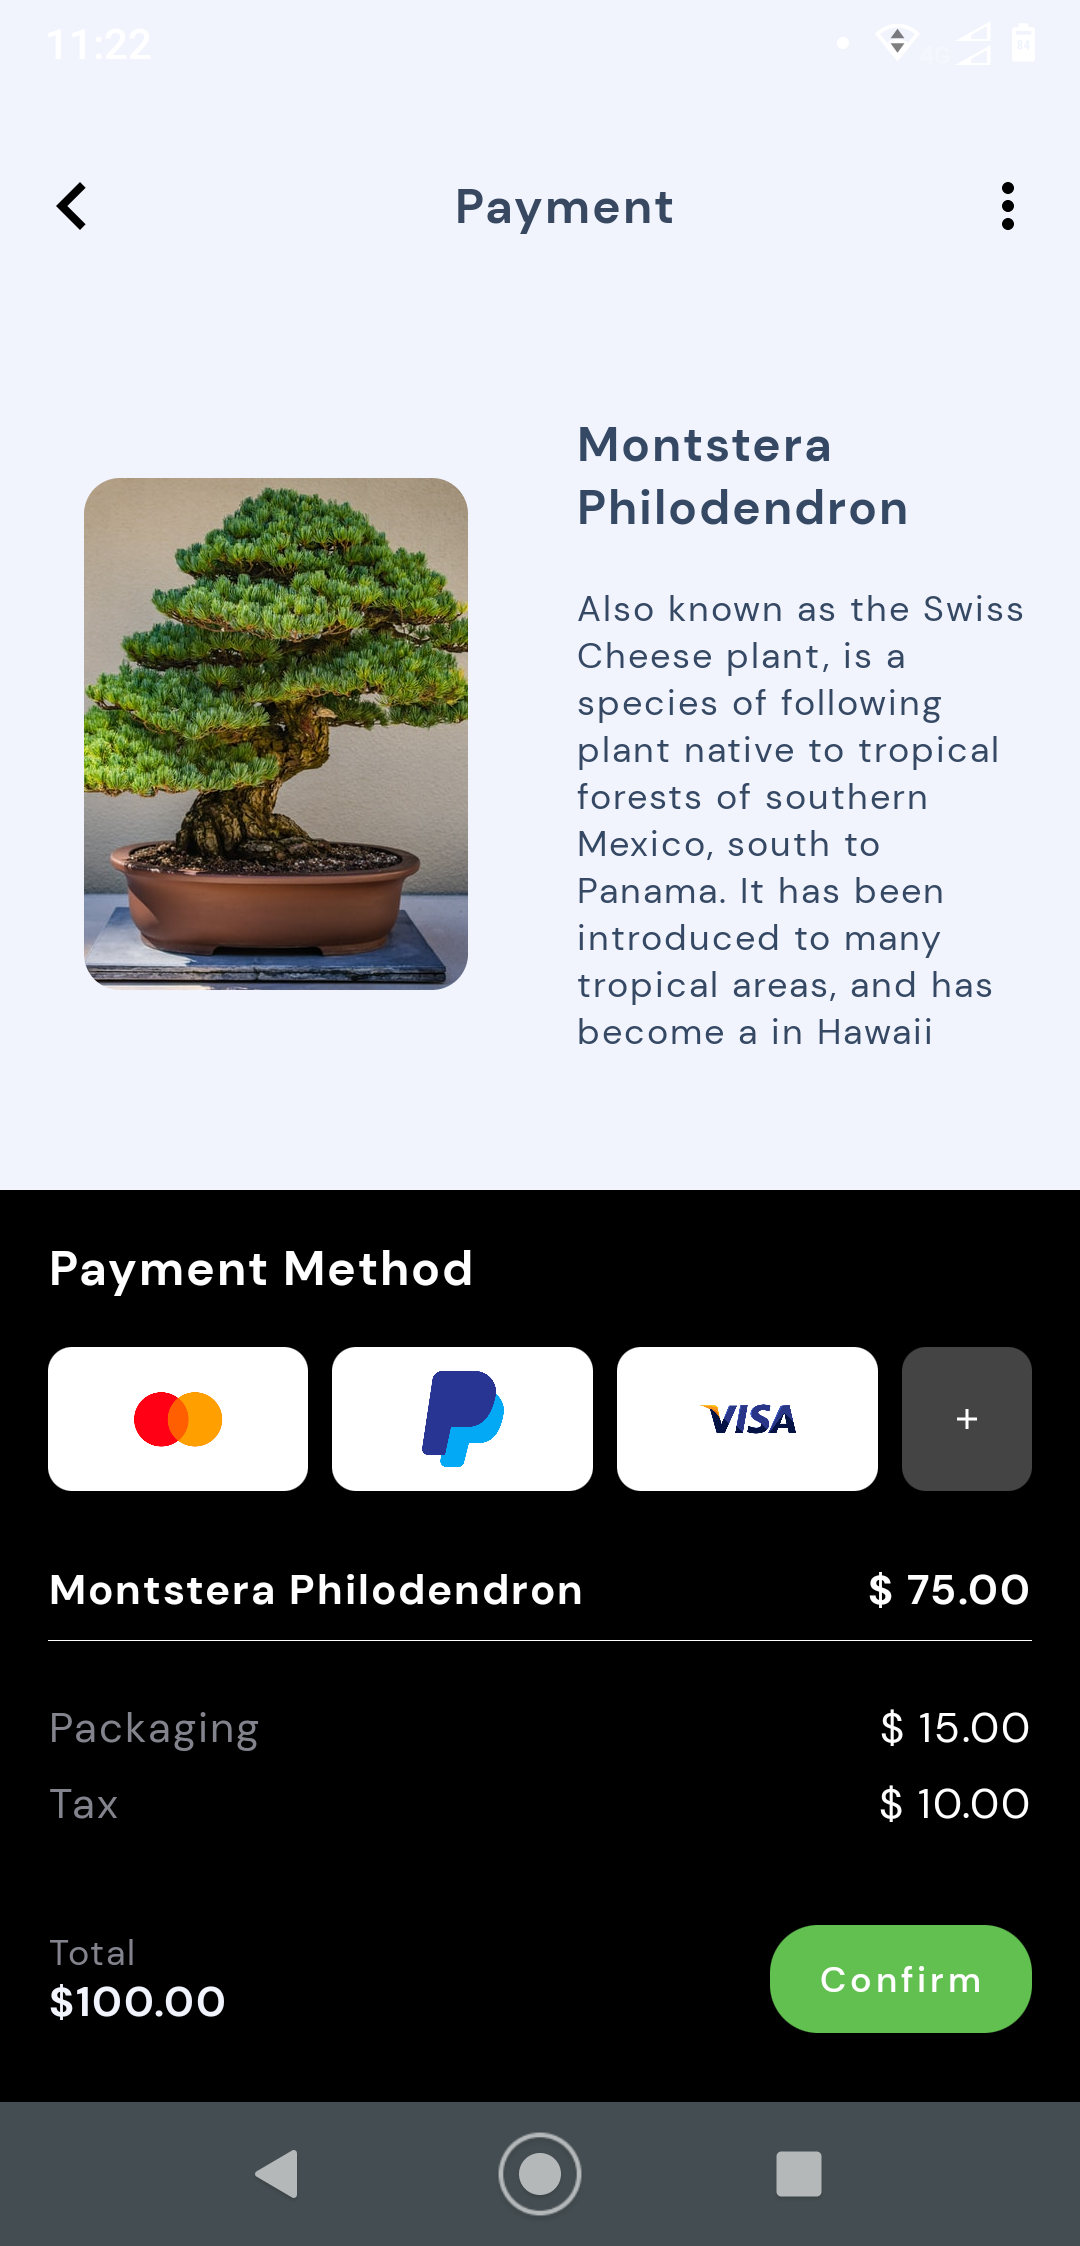 11:22
4G
84
Payment
Montstera
Philodendron
Also known as the Swiss
Cheese plant, is a
species of following
plant native to tropical
forests of southern
Mexico, south to
Panama. It has been
introduced to many
tropical areas, and has
become a in Hawaii
Payment Method
VISA
+
Montstera Philodendron $ 75.00
Packaging $ 15.00
Tax $ 10.00
Total
$100.00
Confirm